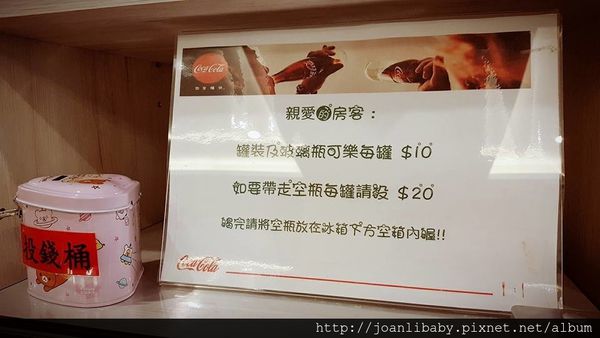 Coca-Cola
親愛的房客：
罐裝及玻璃瓶可樂每罐 $10
如要帶走空瓶每罐請投 $20
喝完請將空瓶放在冰箱下方空箱內喔!!
Coca-Cola
投錢桶
http://joanlibaby.pixnet.net/album